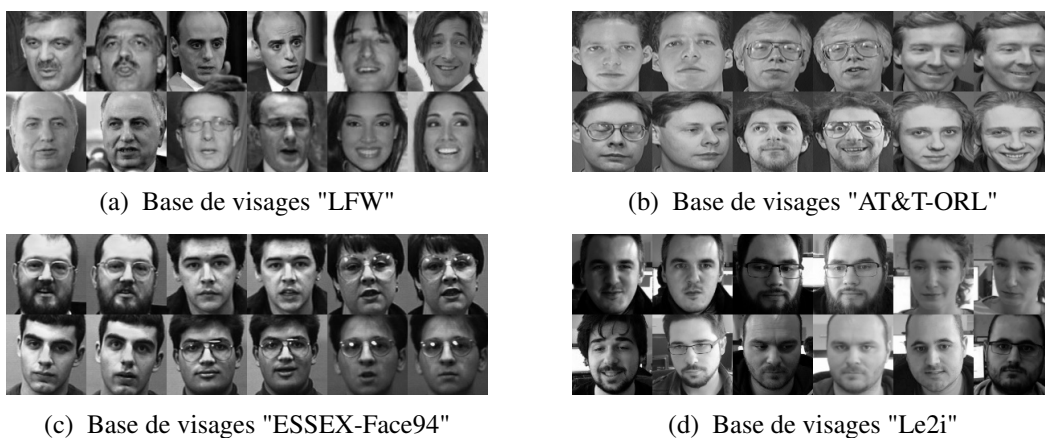 (a) Base de visages "LFW"
(b) Base de visages "AT&T-ORL"
(c) Base de visages "ESSEX-Face94"
(d) Base de visages "Le2i"